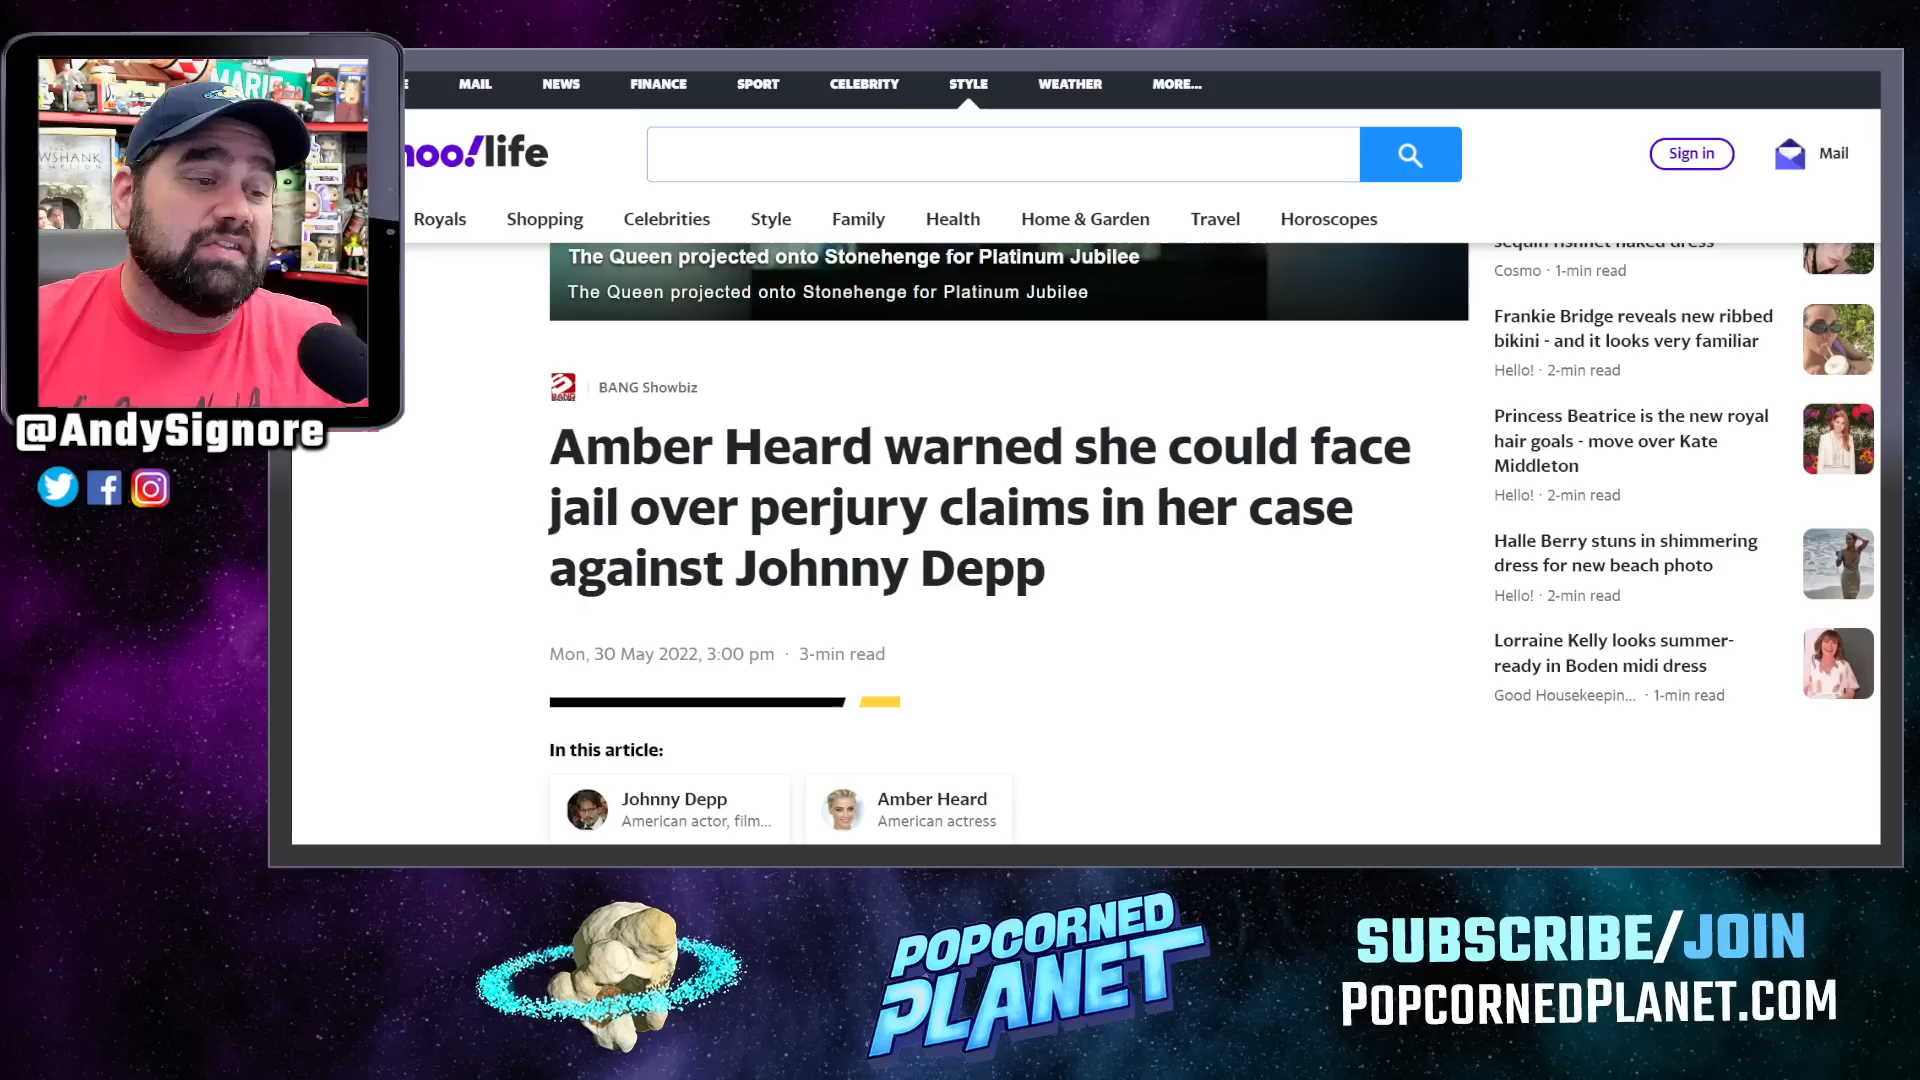 MAIL NEWS FINANCE SPORT CELEBRITY STYLE WEATHER MORE...
hoo!life
Sign in
Mail
Royals Shopping Celebrities Style Family Health Home & Garden Travel Horoscopes
The Queen projected onto Stonehenge for Platinum Jubilee
The Queen projected onto Stonehenge for Platinum Jubilee
BANG Showbiz
Amber Heard warned she could face
jail over perjury claims in her case
against Johnny Depp
Mon, 30 May 2022, 3:00 pm · 3-min read
In this article:
Johnny Depp
American actor, film...
Amber Heard
American actress
sequin fishnet naked dress
Cosmo · 1-min read
Frankie Bridge reveals new ribbed
bikini - and it looks very familiar
Hello! · 2-min read
Princess Beatrice is the new royal
hair goals - move over Kate
Middleton
Hello! · 2-min read
Halle Berry stuns in shimmering
dress for new beach photo
Hello! · 2-min read
Lorraine Kelly looks summer-
ready in Boden midi dress
Good Housekeepin... · 1-min read
MARIE
WSHANK
@AndySignore
POPCORNED
PLANET
SUBSCRIBE/JOIN
POPCORNEDPLANET.COM